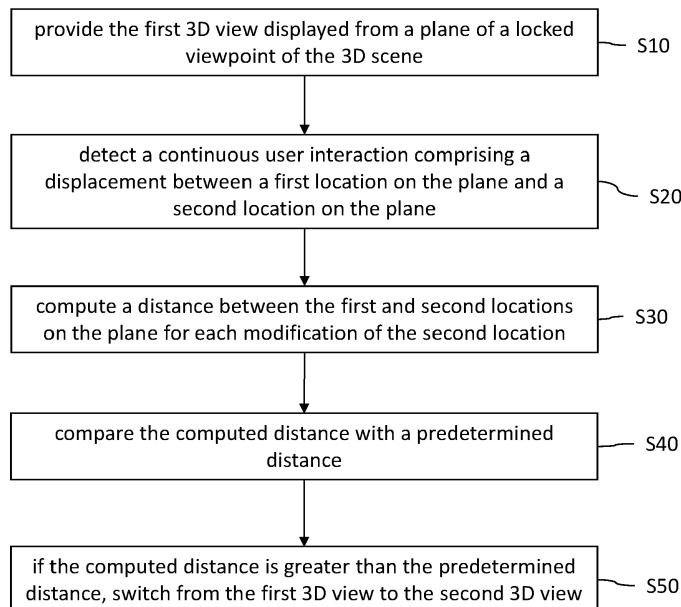 provide the first 3D view displayed from a plane of a locked
viewpoint of the 3D scene
S10
detect a continuous user interaction comprising a
displacement between a first location on the plane and a
second location on the plane
S20
compute a distance between the first and second locations
on the plane for each modification of the second location
S30
compare the computed distance with a predetermined
distance
S40
if the computed distance is greater than the predetermined
distance, switch from the first 3D view to the second 3D view
S50